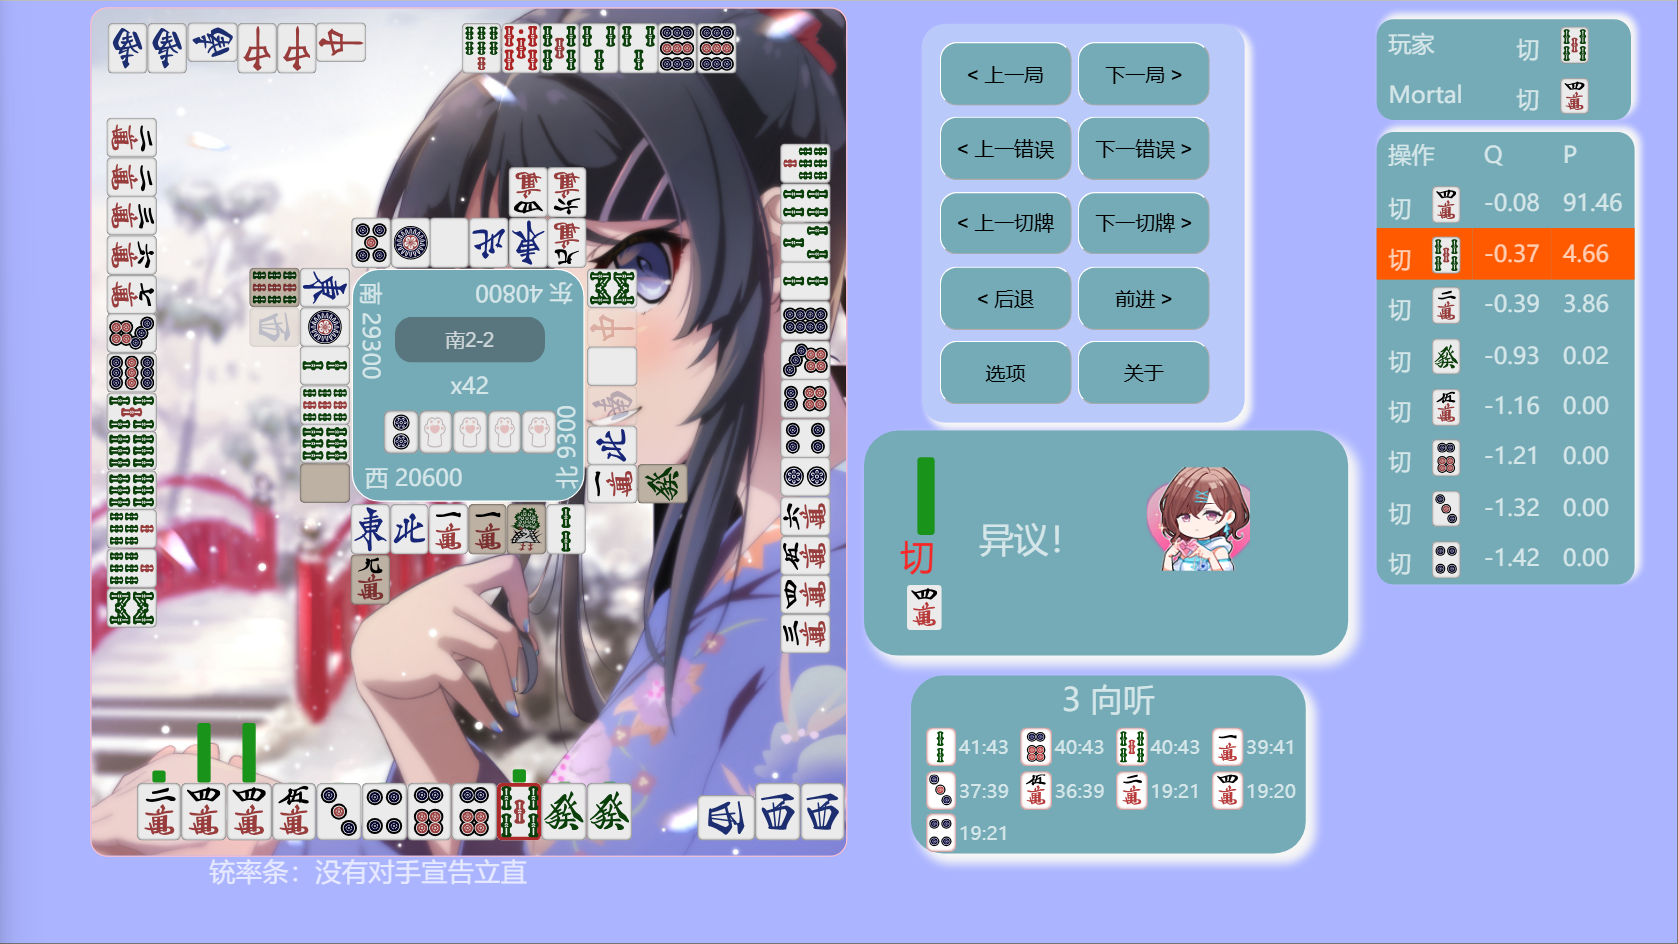 < 上一局
下一局 >
< 上一错误
下一错误 >
< 上一切牌
下一切牌 >
< 后退
前进 >
选项
关于
玩家 切
Mortal 切
操作 Q P
切 -0.08 91.46
切 -0.37 4.66
切 -0.39 3.86
切 -0.93 0.02
切 -1.16 0.00
切 -1.21 0.00
切 -1.32 0.00
切 -1.42 0.00
东 40800
南 29300
南2-2
x42
北 9300
西 20600
切
异议！
3 向听
41:43 40:43 40:43 39:41
37:39 36:39 19:21 19:20
19:21
铳率条：没有对手宣告立直